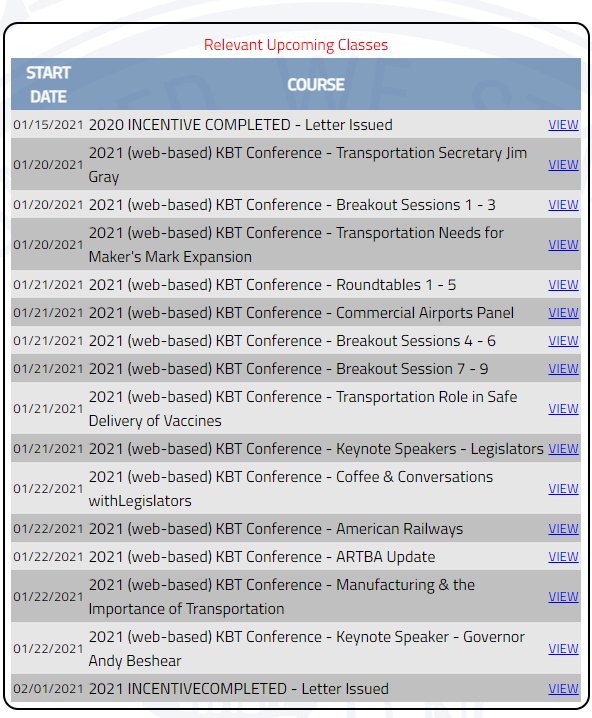 Relevant Upcoming Classes
START
DATE
COURSE
01/15/2021 2020 INCENTIVE COMPLETED - Letter Issued VIEW
01/20/2021 2021 (web-based) KBT Conference - Transportation Secretary Jim
Gray VIEW
01/20/2021 2021 (web-based) KBT Conference - Breakout Sessions 1 - 3 VIEW
01/20/2021 2021 (web-based) KBT Conference - Transportation Needs for
Maker's Mark Expansion VIEW
01/21/2021 2021 (web-based) KBT Conference - Roundtables 1 - 5 VIEW
01/21/2021 2021 (web-based) KBT Conference - Commercial Airports Panel VIEW
01/21/2021 2021 (web-based) KBT Conference - Breakout Sessions 4 - 6 VIEW
01/21/2021 2021 (web-based) KBT Conference - Breakout Session 7 - 9 VIEW
01/21/2021 2021 (web-based) KBT Conference - Transportation Role in Safe
Delivery of Vaccines VIEW
01/21/2021 2021 (web-based) KBT Conference - Keynote Speakers - Legislators VIEW
01/22/2021 2021 (web-based) KBT Conference - Coffee & Conversations
withLegislators VIEW
01/22/2021 2021 (web-based) KBT Conference - American Railways VIEW
01/22/2021 2021 (web-based) KBT Conference - ARTBA Update VIEW
01/22/2021 2021 (web-based) KBT Conference - Manufacturing & the
Importance of Transportation VIEW
01/22/2021 2021 (web-based) KBT Conference - Keynote Speaker - Governor
Andy Beshear VIEW
02/01/2021 2021 INCENTIVECOMPLETED - Letter Issued VIEW